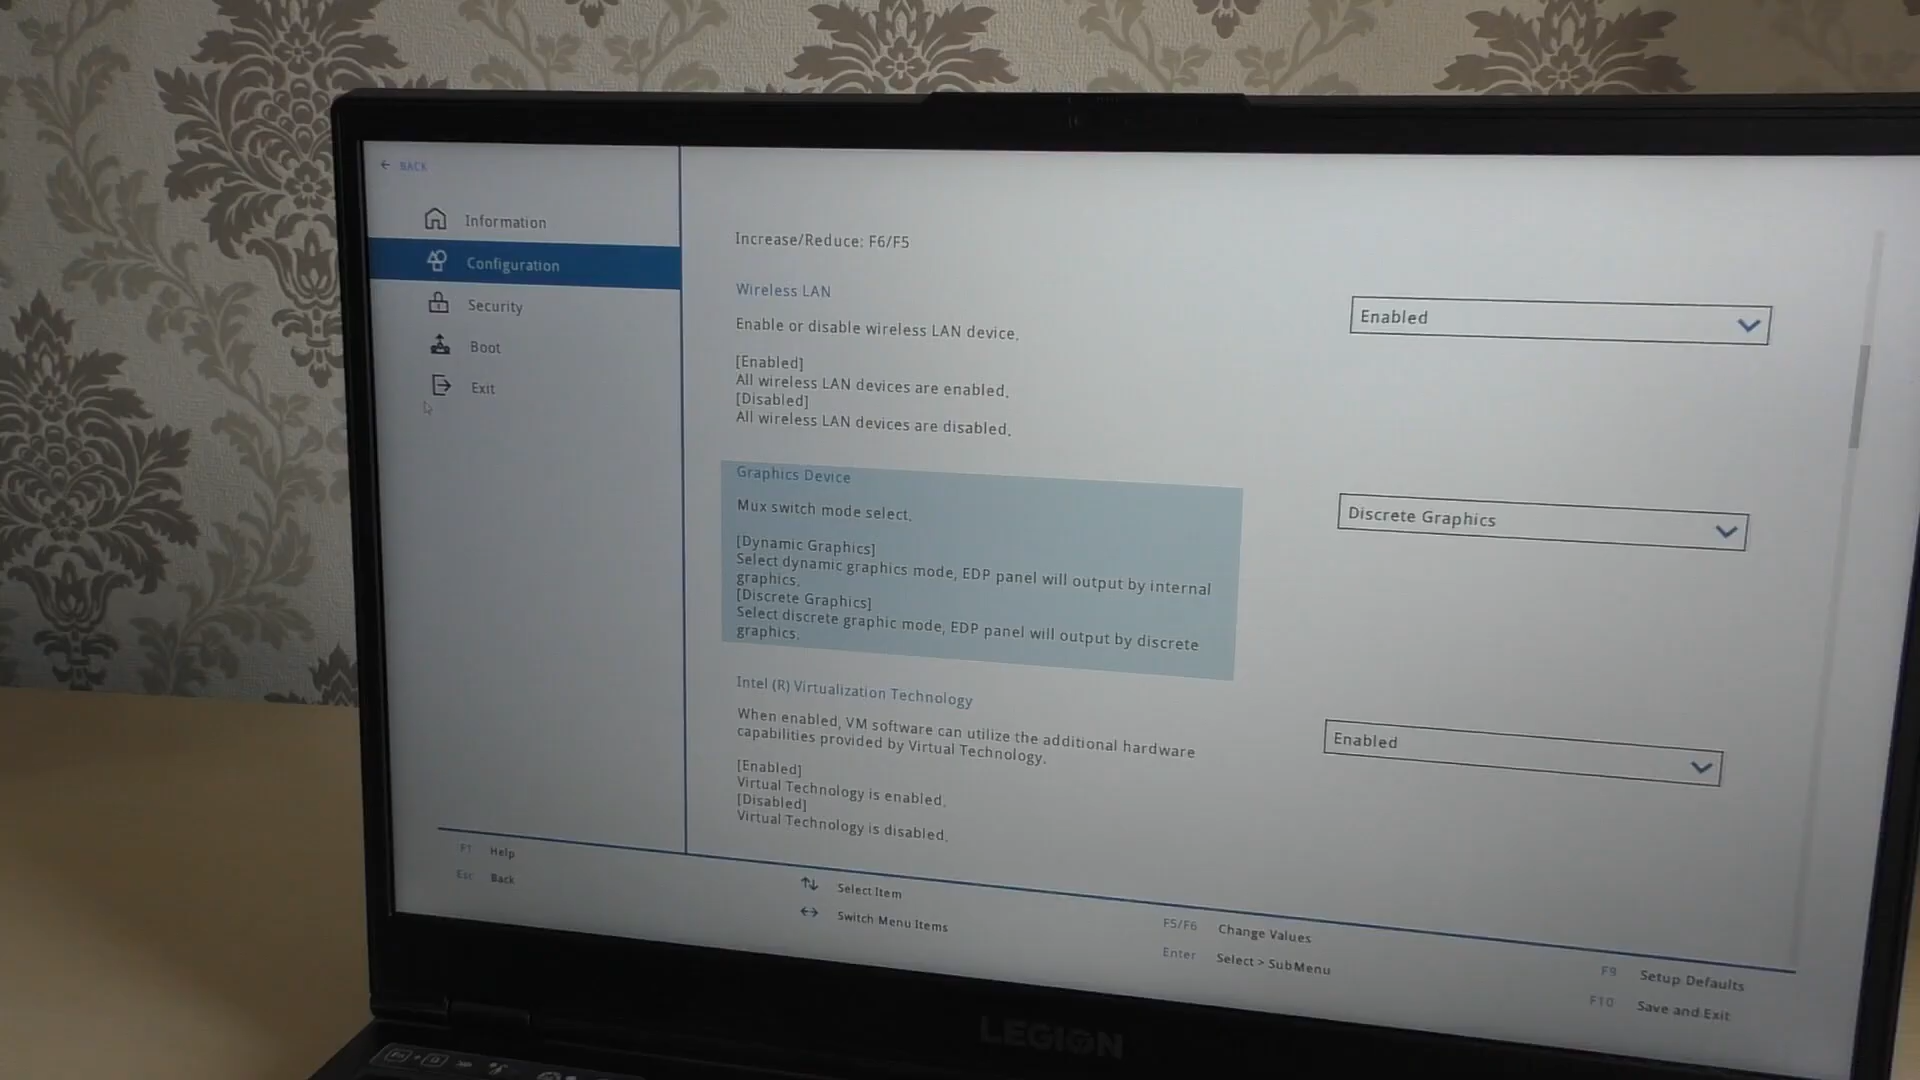 ← BACK
Information
Configuration
Security
Boot
Exit
Increase/Reduce: F6/F5
Wireless LAN
Enabled
Enable or disable wireless LAN device.
[Enabled]
All wireless LAN devices are enabled.
[Disabled]
All wireless LAN devices are disabled.
Graphics Device
Discrete Graphics
Mux switch mode select.
[Dynamic Graphics]
Select dynamic graphics mode, EDP panel will output by internal
graphics.
[Discrete Graphics]
Select discrete graphic mode, EDP panel will output by discrete
graphics.
Intel (R) Virtualization Technology
Enabled
When enabled, VM software can utilize the additional hardware
capabilities provided by Virtual Technology.
[Enabled]
Virtual Technology is enabled.
[Disabled]
Virtual Technology is disabled.
F1 Help
Esc Back
Select Item
Switch Menu Items
F5/F6 Change Values
Enter Select > SubMenu
F9 Setup Defaults
F10 Save and Exit
LEGION